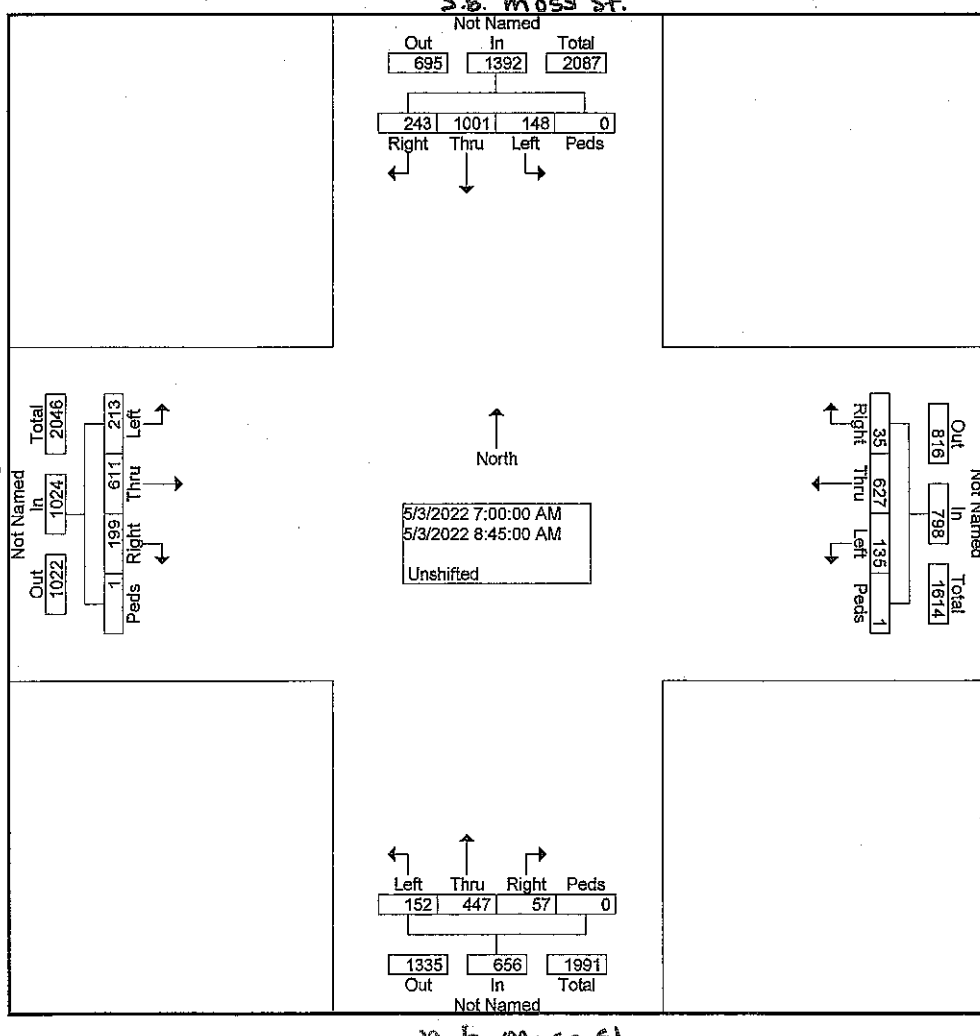 S.B. Moss St.
Not Named
Out In Total
695 1392 2087
243 1001 148 0
Right Thru Left Peds
Not Named
Total In Out
2046 1024 1022
213 611 199 1
Left Thru Right Peds
North
5/3/2022 7:00:00 AM
5/3/2022 8:45:00 AM
Unshifted
35 627 135 1
Right Thru Left Peds
Out In Total
816 798 1614
Not Named
Left Thru Right Peds
152 447 57 0
1335 656 1991
Out In Total
Not Named
Moss St.